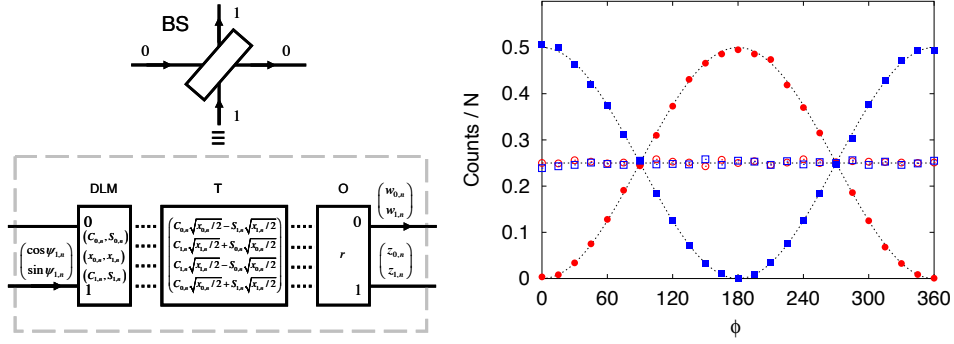 1
BS
0
0
1
≡
DLM
T
O
0
(C_{0,n}, S_{0,n})
(x_{0,n}, x_{1,n})
(C_{1,n}, S_{1,n})
1
(cos ψ_{1,n}
sin ψ_{1,n})
(C_{0,n} √x_{0,n}/2 − S_{1,n} √x_{1,n}/2
C_{1,n} √x_{1,n}/2 + S_{0,n} √x_{0,n}/2
C_{1,n} √x_{1,n}/2 − S_{0,n} √x_{0,n}/2
C_{0,n} √x_{0,n}/2 + S_{1,n} √x_{1,n}/2)
0
r
1
(w_{0,n}
w_{1,n})
(z_{0,n}
z_{1,n})
Counts / N
0.5
0.4
0.3
0.2
0.1
0
0 60 120 180 240 300 360
ϕ